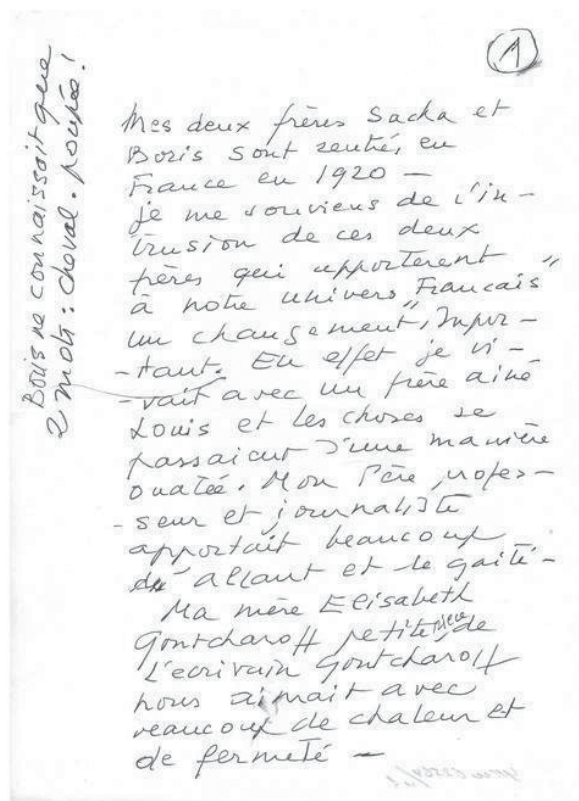 1
Mes deux frères Sacha et
Boris sont rentrés en
France en 1920 —
je me souviens de l'in-
trusion de ces deux
frères qui apportèrent
à notre univers "Français"
un changement impor-
-tant. En effet je vi-
-vait avec un frère ainé
Louis et les choses se
passaient d'une manière
ouatée. Mon Père profes-
-seur et journaliste
apportait beaucoup
d'allant et de gaité-
Ma mère Elisabeth
Gontcharoff petite nièce de
L'écrivain Gontcharoff
nous aimait avec
beaucoup de chaleur et
de fermeté —
Boris ne connaissait que
2 mots : cheval. poupée!